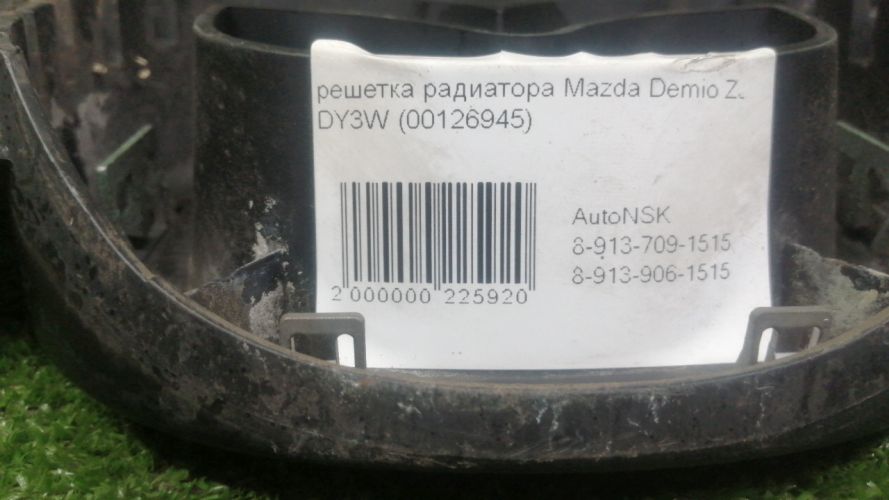 решетка радиатора Mazda Demio
DY3W (00126945)
AutoNSK
8-913-709-1515
8-913-906-1515
2 000000 225920